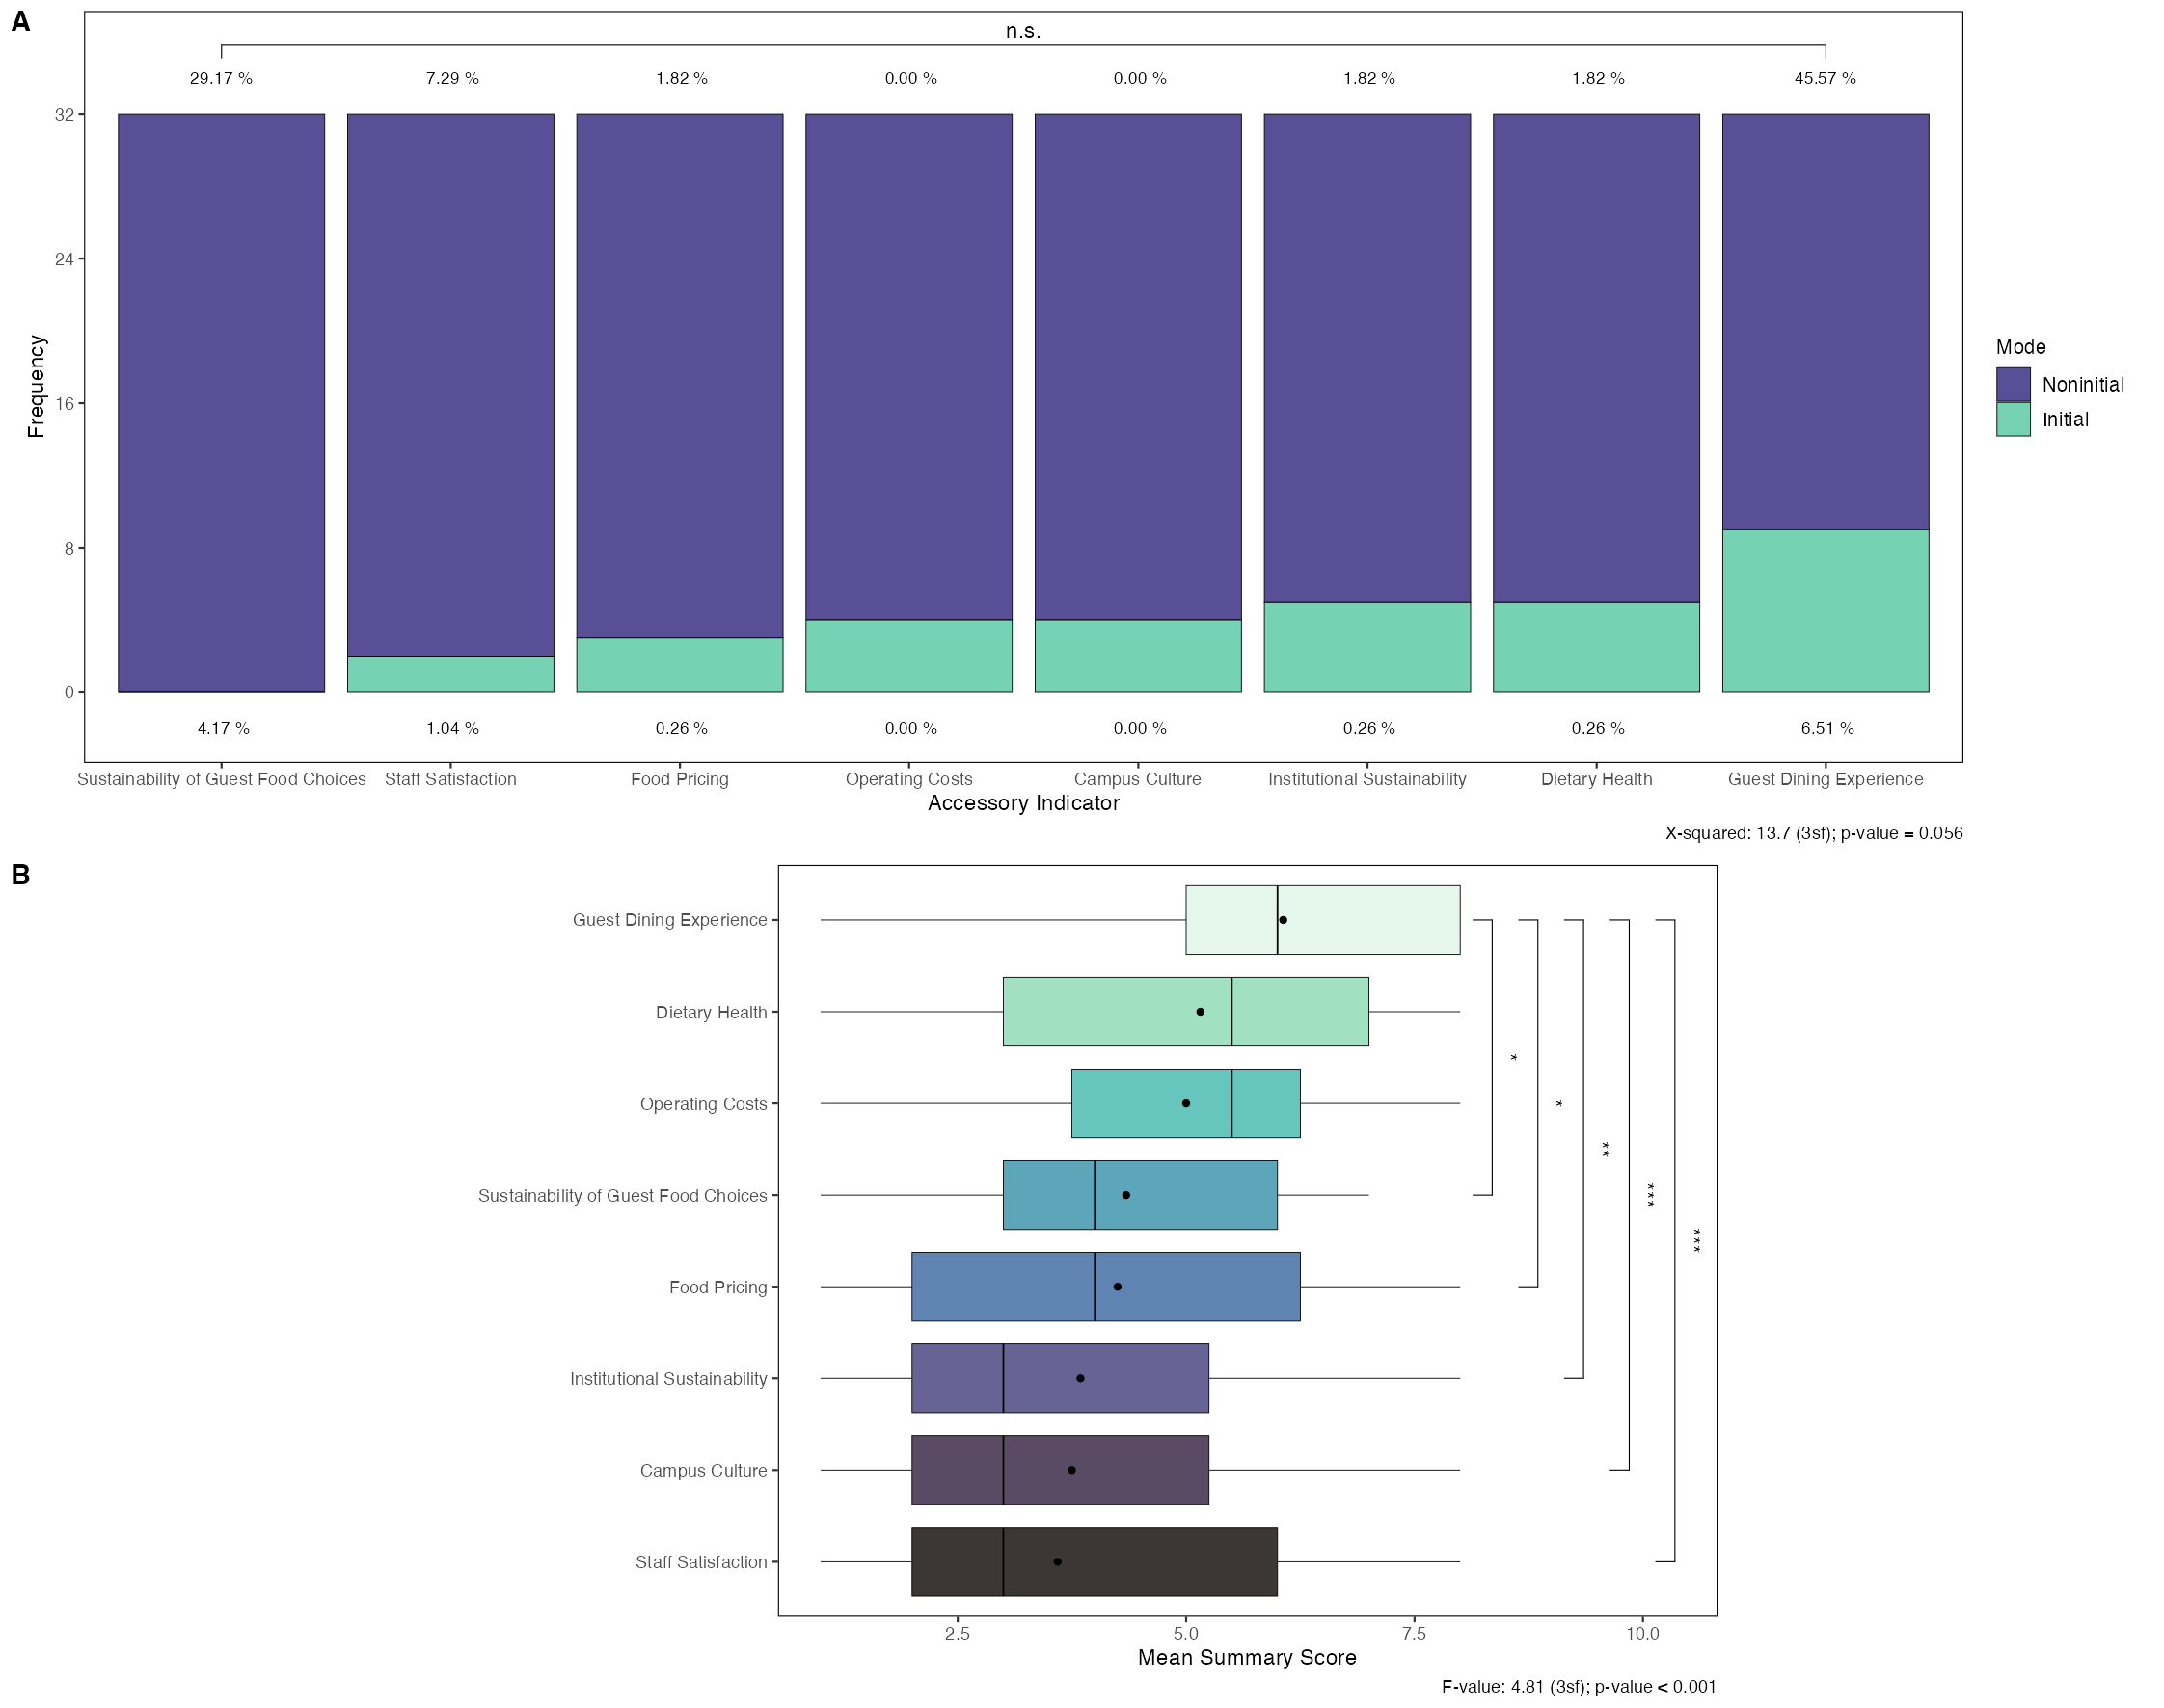 A
n.s.
29.17 % 7.29 % 1.82 % 0.00 % 0.00 % 1.82 % 1.82 % 45.57 %
32
24
16
8
0
Frequency
4.17 % 1.04 % 0.26 % 0.00 % 0.00 % 0.26 % 0.26 % 6.51 %
Sustainability of Guest Food Choices Staff Satisfaction Food Pricing Operating Costs Campus Culture Institutional Sustainability Dietary Health Guest Dining Experience
Accessory Indicator
X-squared: 13.7 (3sf); p-value = 0.056
Mode
Noninitial
Initial
B
Guest Dining Experience
Dietary Health
Operating Costs
Sustainability of Guest Food Choices
Food Pricing
Institutional Sustainability
Campus Culture
Staff Satisfaction
*
*
**
***
***
2.5 5.0 7.5 10.0
Mean Summary Score
F-value: 4.81 (3sf); p-value < 0.001